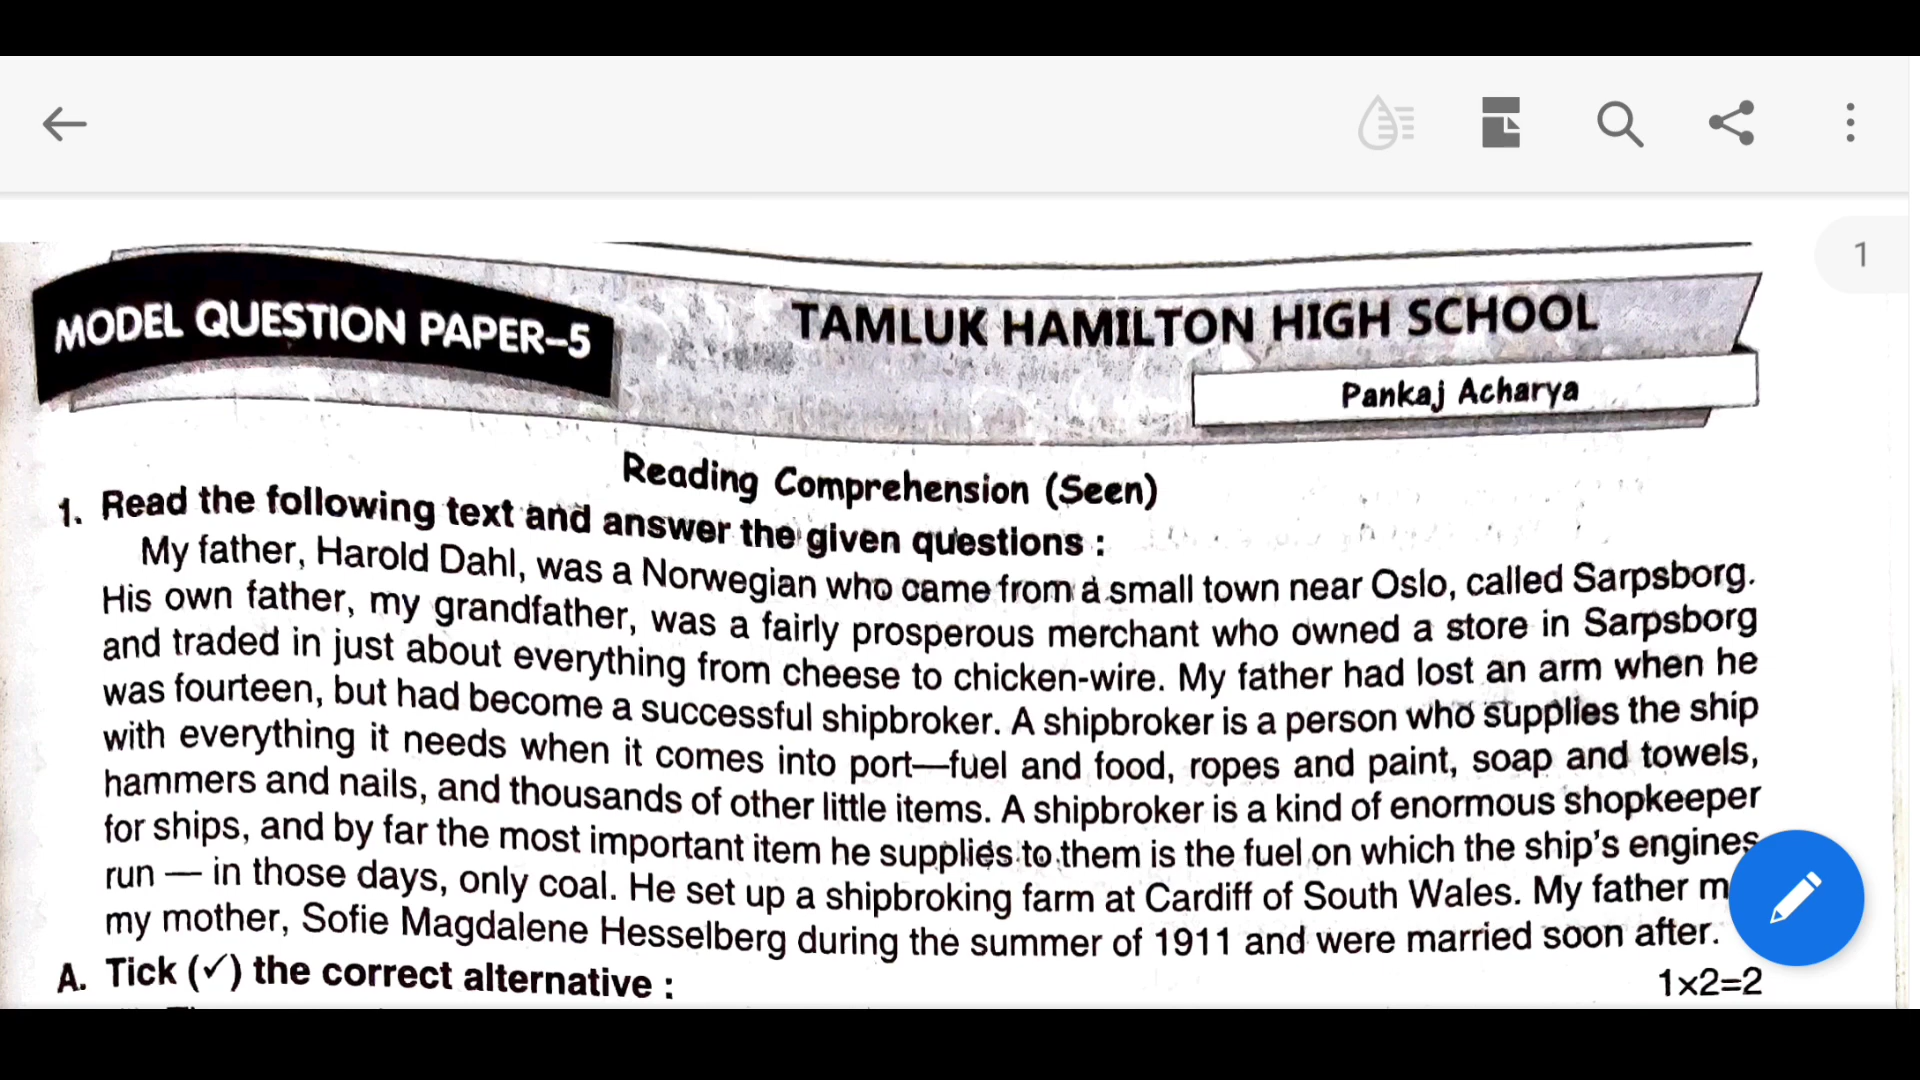 1
MODEL QUESTION PAPER–5
TAMLUK HAMILTON HIGH SCHOOL
Pankaj Acharya
Reading Comprehension (Seen)
1. Read the following text and answer the given questions :
My father, Harold Dahl, was a Norwegian who came from a small town near Oslo, called Sarpsborg.
His own father, my grandfather, was a fairly prosperous merchant who owned a store in Sarpsborg
and traded in just about everything from cheese to chicken-wire. My father had lost an arm when he
was fourteen, but had become a successful shipbroker. A shipbroker is a person who supplies the ship
with everything it needs when it comes into port—fuel and food, ropes and paint, soap and towels,
hammers and nails, and thousands of other little items. A shipbroker is a kind of enormous shopkeeper
for ships, and by far the most important item he supplies to them is the fuel on which the ship's engines
run — in those days, only coal. He set up a shipbroking farm at Cardiff of South Wales. My father
my mother, Sofie Magdalene Hesselberg during the summer of 1911 and were married soon after.
A. Tick (✓) the correct alternative :
1×2=2